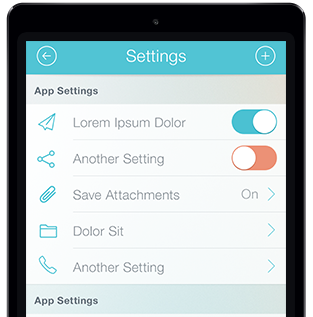 Settings
App Settings
Lorem Ipsum Dolor
Another Setting
Save Attachments On
Dolor Sit
Another Setting
App Settings